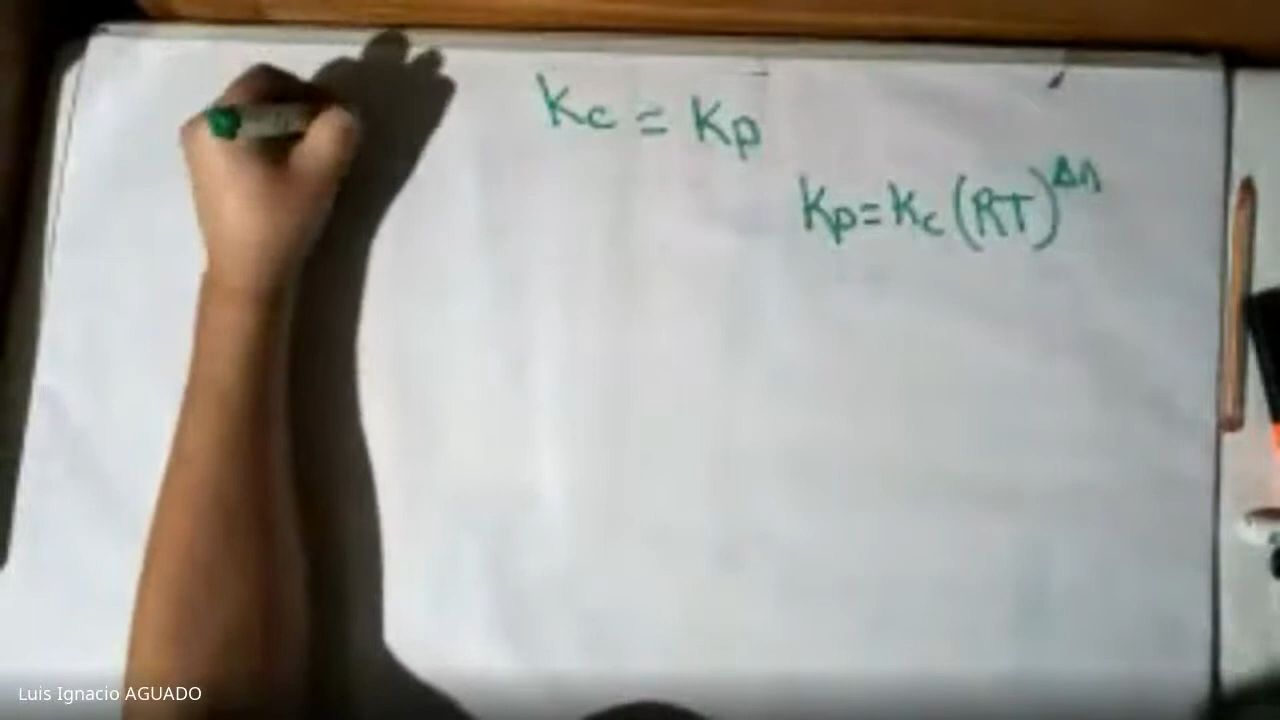 Kc = Kp
Kp = Kc (RT)^Δn
Luis Ignacio AGUADO